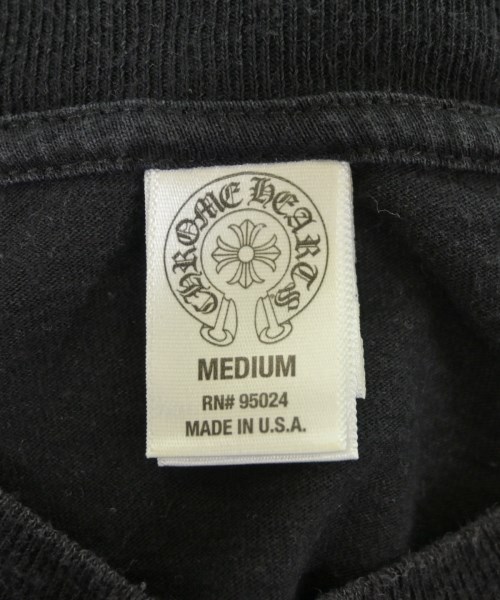 CHROME HEARTS
MEDIUM
RN# 95024
MADE IN U.S.A.